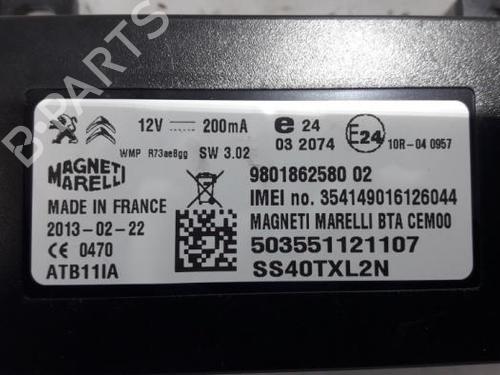 B-PARTS
12V 200mA
WMP R73ae8gg SW 3.02
e 24
03 2074
E24 10R-04 0957
MAGNETI
MARELLI
MADE IN FRANCE
2013-02-22
CE 0470
ATB11IA
9801862580 02
IMEI no. 354149016126044
MAGNETI MARELLI BTA CEM00
503551121107
SS40TXL2N